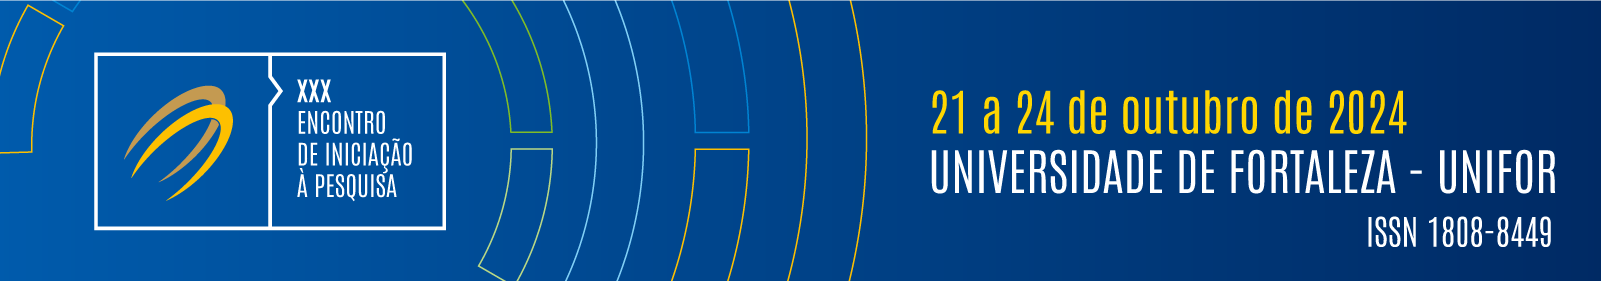 XXX
ENCONTRO
DE INICIAÇÃO
À PESQUISA
21 a 24 de outubro de 2024
UNIVERSIDADE DE FORTALEZA - UNIFOR
ISSN 1808-8449